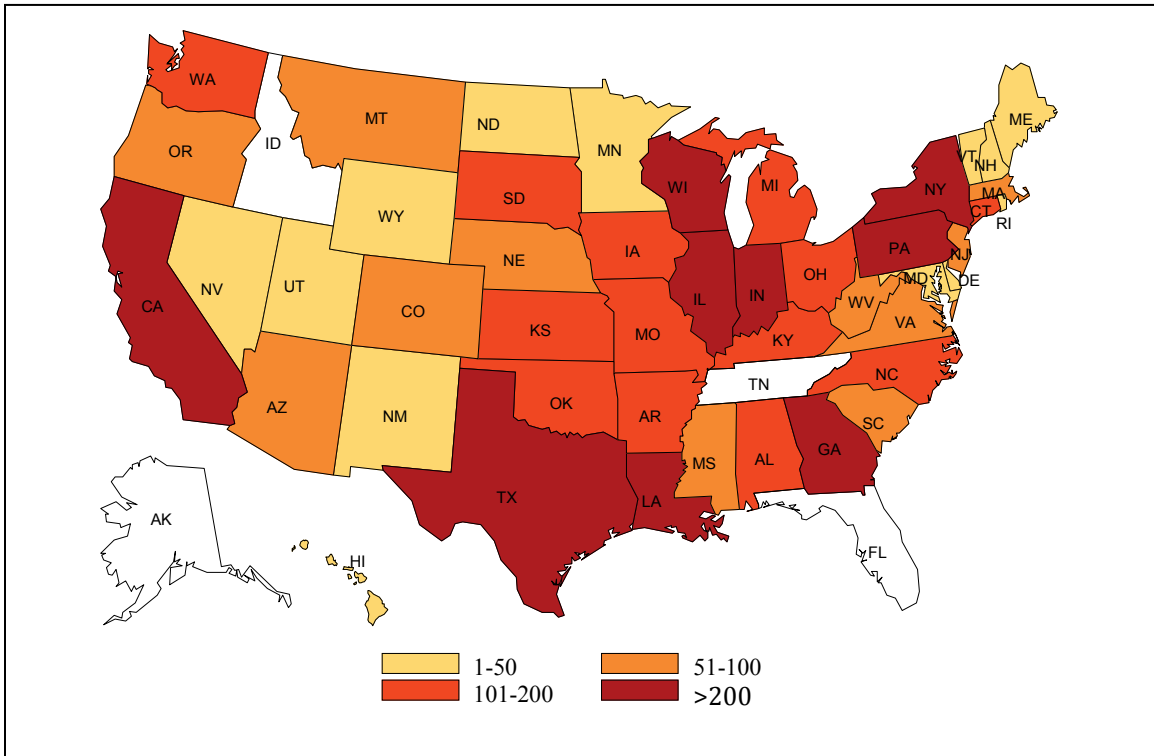 WA
MT
ND
ME
OR
ID
MN
VT
NH
WI
NY
MA
SD
MI
CT
WY
RI
IA
PA
NE
OH
NJ
NV
UT
IL
IN
MD
DE
CA
CO
WV
VA
KS
MO
KY
NC
TN
AZ
NM
OK
AR
SC
MS
AL
GA
TX
LA
AK
HI
FL
1-50
51-100
101-200
>200